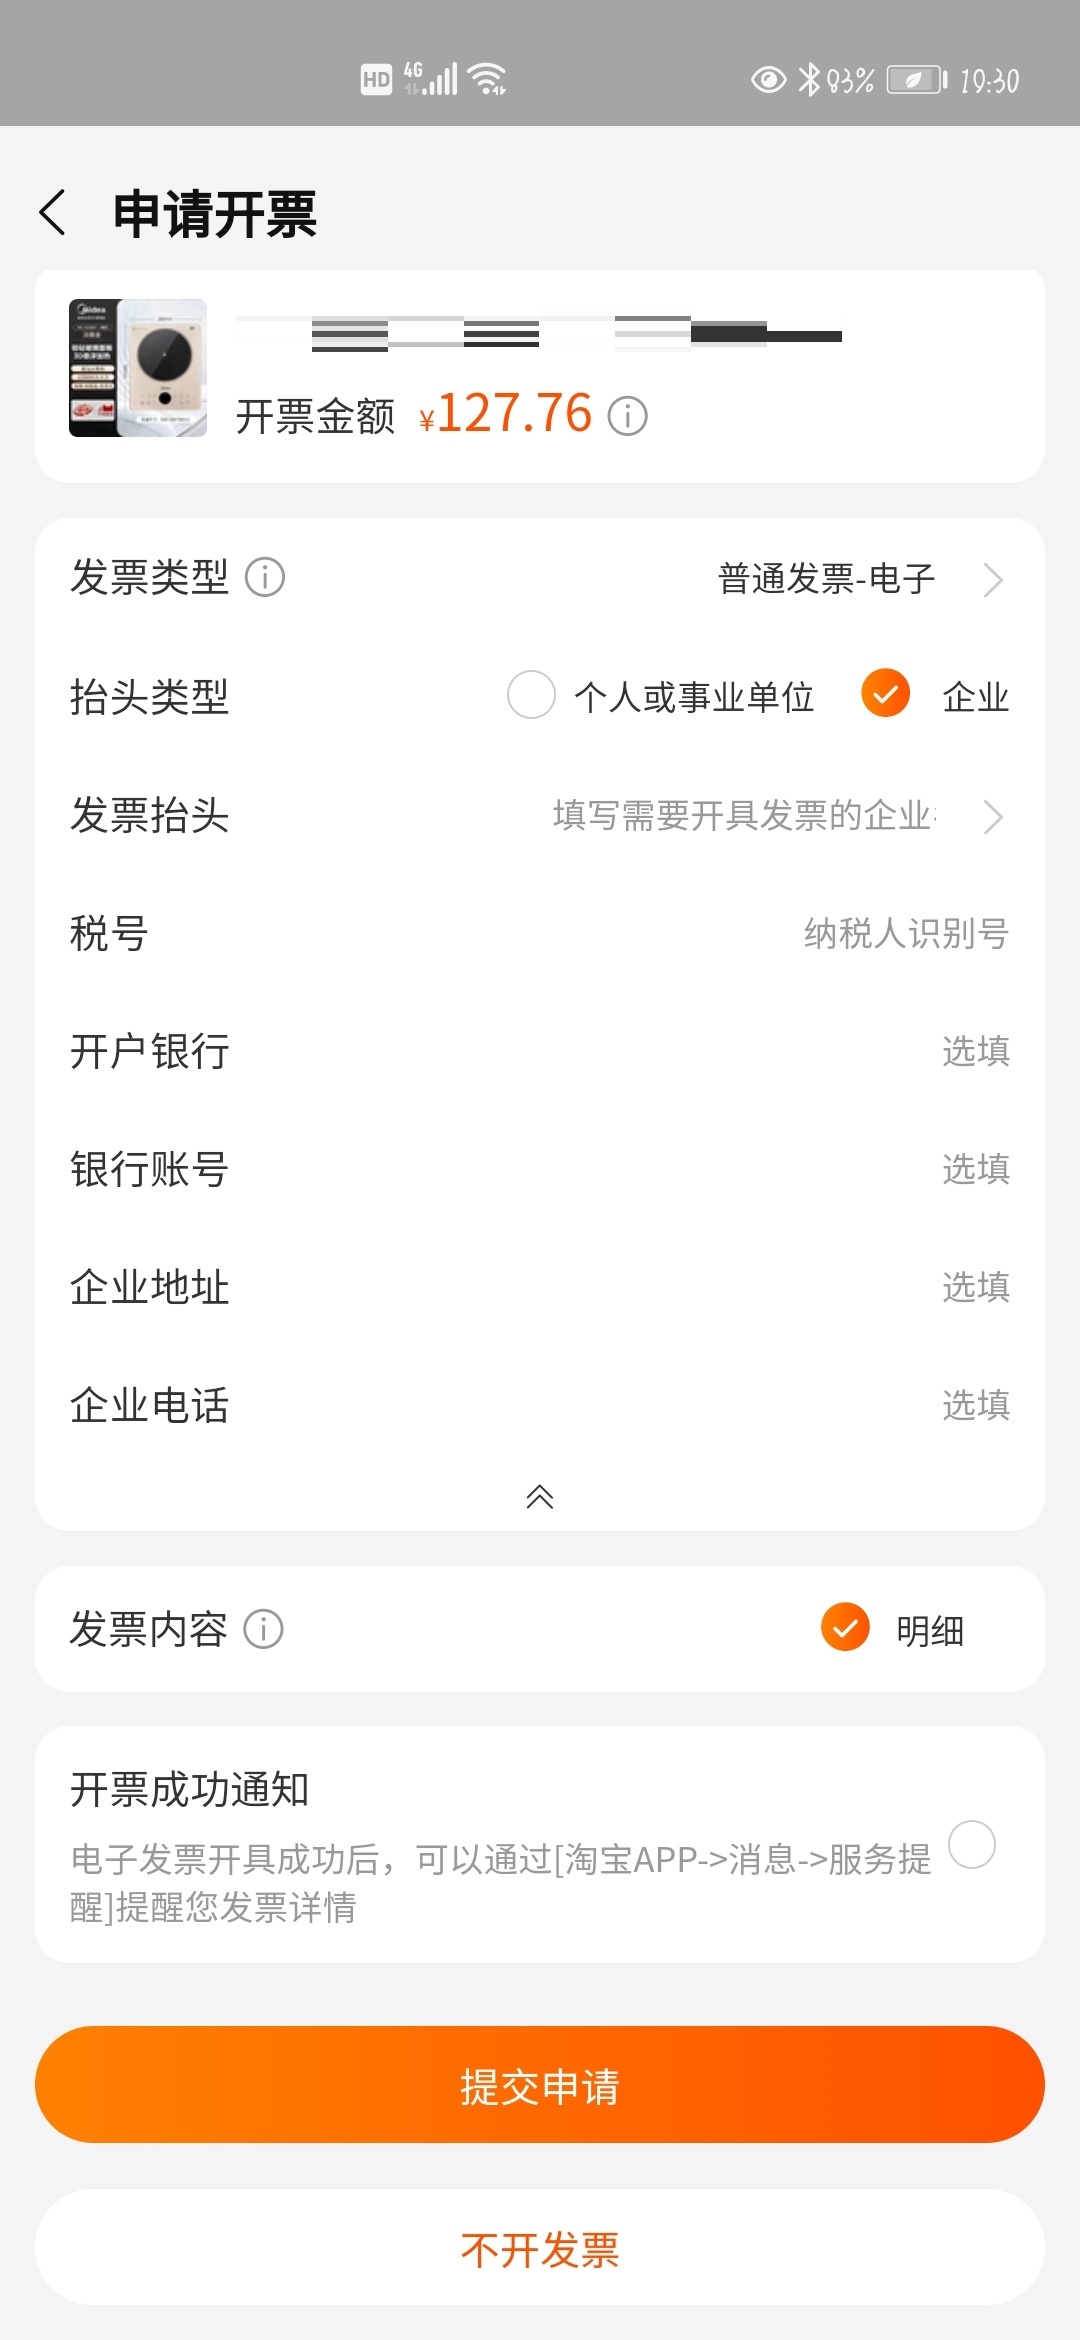 HD 4G 93% 19:30
申请开票
Midea
开票金额 ¥127.76
发票类型 普通发票-电子
抬头类型 个人或事业单位 企业
发票抬头 填写需要开具发票的企业
税号 纳税人识别号
开户银行 选填
银行账号 选填
企业地址 选填
企业电话 选填
发票内容 明细
开票成功通知
电子发票开具成功后，可以通过[淘宝APP->消息->服务提
醒]提醒您发票详情
提交申请
不开发票